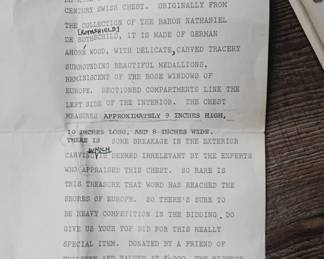 CENTURY SWISH CHEST. ORIGINALLY FROM
THE COLLECTION OF THE BARON NATHANIEL
[ROTHSHIELD]
DE ROTHSCHILD, IT IS MADE OF GERMAN
WOOD, WITH DELICATE, CARVED TRACERY
SURROUNDING BEAUTIFUL MEDALLIONS,
REMINISCENT OF THE ROSE WINDOWS OF
EUROPE. SECTIONED COMPARTMENTS LINE THE
LEFT SIDE OF THE INTERIOR. THE CHEST
MEASURES APPROXIMATELY 9 INCHES HIGH,
10 INCHES LONG, AND 8 INCHES WIDE.
THERE IS SOME BREAKAGE IN THE EXTERIOR
WHICH
CARVING, IS DEEMED IRRELEVANT BY THE EXPERTS
WHO APPRAISED THIS CHEST. SO RARE IS
THIS TREASURE THAT WORD HAS REACHED THE
SHORES OF EUROPE. SO THERE'S SURE TO
BE HEAVY COMPETITION IN THE BIDDING. DO
GIVE US YOUR TOP BID FOR THIS REALLY
SPECIAL ITEM. DONATED BY A FRIEND OF